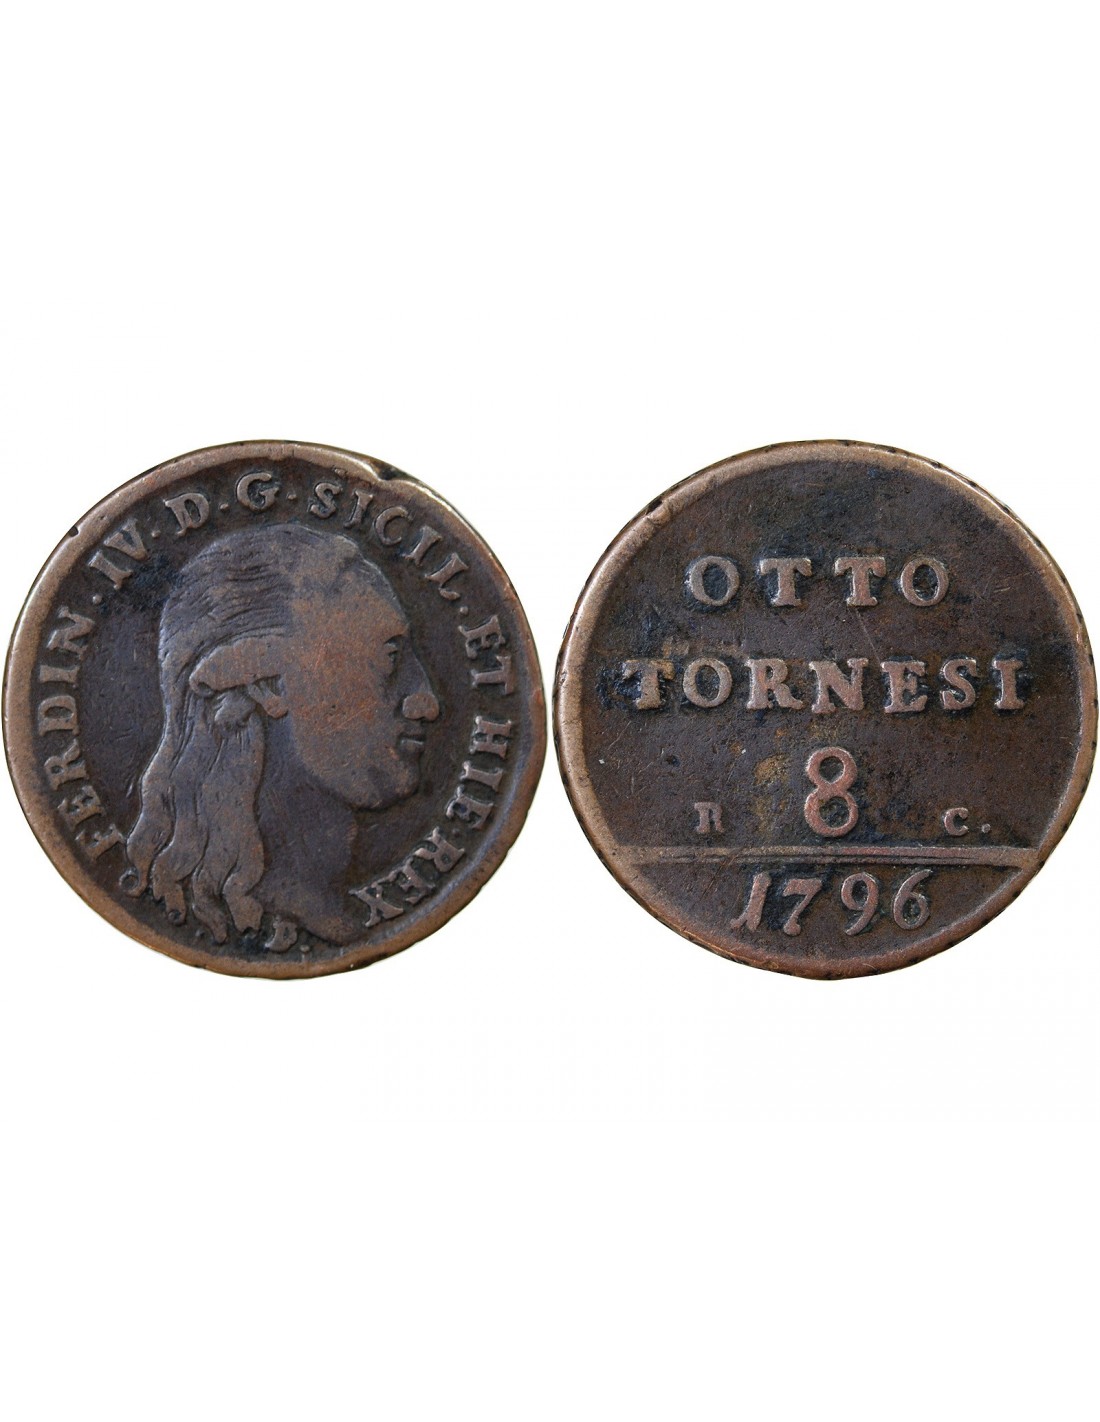 FERDIN.IV.D.G.SICIL.ET HIE.REX
P.
OTTO
TORNESI
R 8 C.
1796